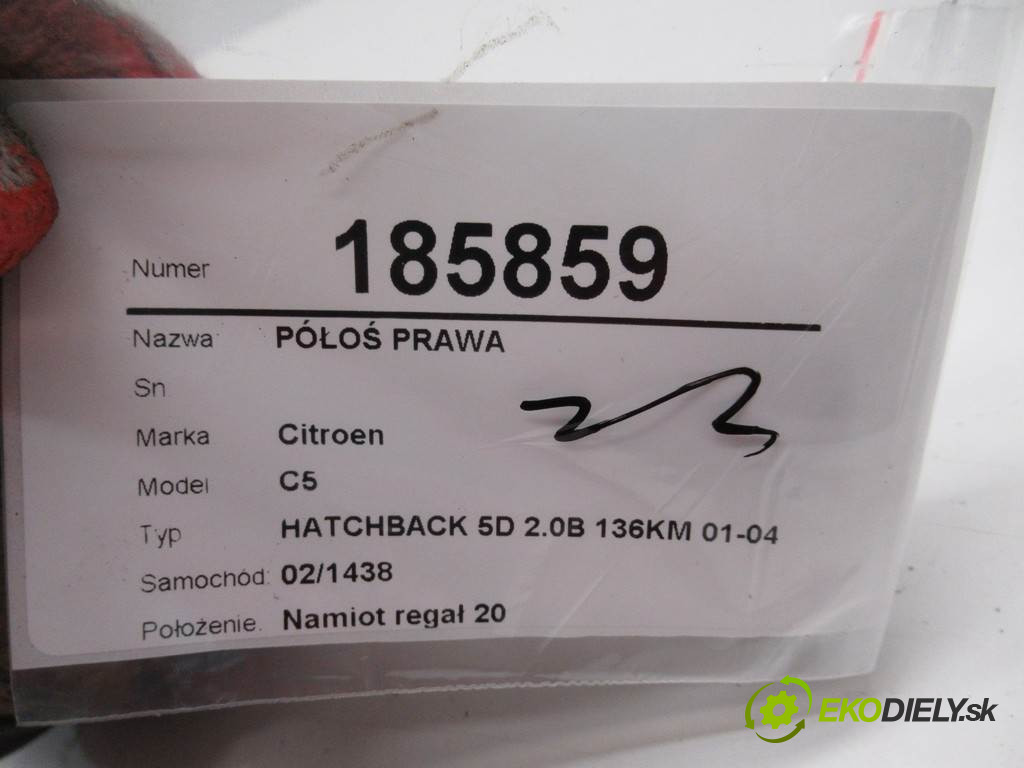 Numer 185859
Nazwa PÓŁOŚ PRAWA
Sn
Marka Citroen
Model C5
Typ HATCHBACK 5D 2.0B 136KM 01-04
Samochód: 02/1438
Położenie. Namiot regał 20
EKODIELY.sk